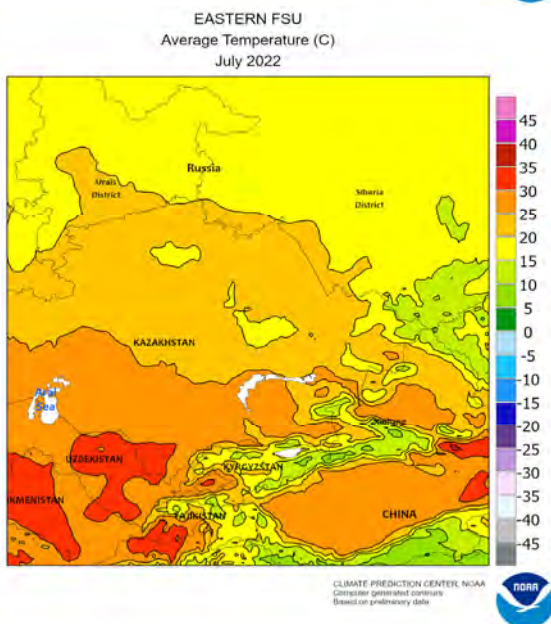 EASTERN FSU
Average Temperature (C)
July 2022
Russia
Urals
District
Siberia
District
KAZAKHSTAN
Aral
Sea
UZBEKISTAN
KYRGYZSTAN
KMENISTAN
TAJIKISTAN
CHINA
45
40
35
30
25
20
15
10
5
0
-5
-10
-15
-20
-25
-30
-35
-40
-45
CLIMATE PREDICTION CENTER, NOAA
Computer generated contours
Based on preliminary data
NOAA